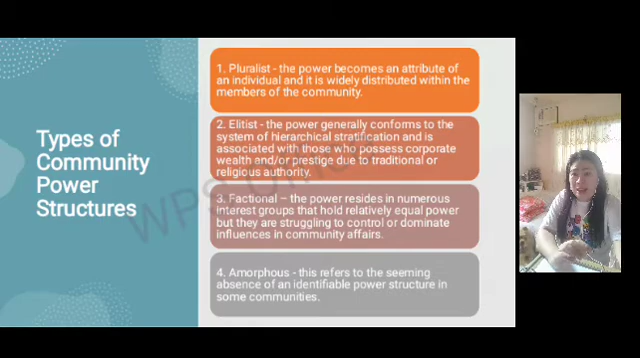 Types of
Community
Power
Structures
1. Pluralist - the power becomes an attribute of
an individual and it is widely distributed within the
members of the community.
2. Elitist - the power generally conforms to the
system of hierarchical stratification and is
associated with those who possess corporate
wealth and/or prestige due to traditional or
religious authority.
3. Factional – the power resides in numerous
interest groups that hold relatively equal power
but they are struggling to control or dominate
influences in community affairs.
4. Amorphous - this refers to the seeming
absence of an identifiable power structure in
some communities.
WPS Office